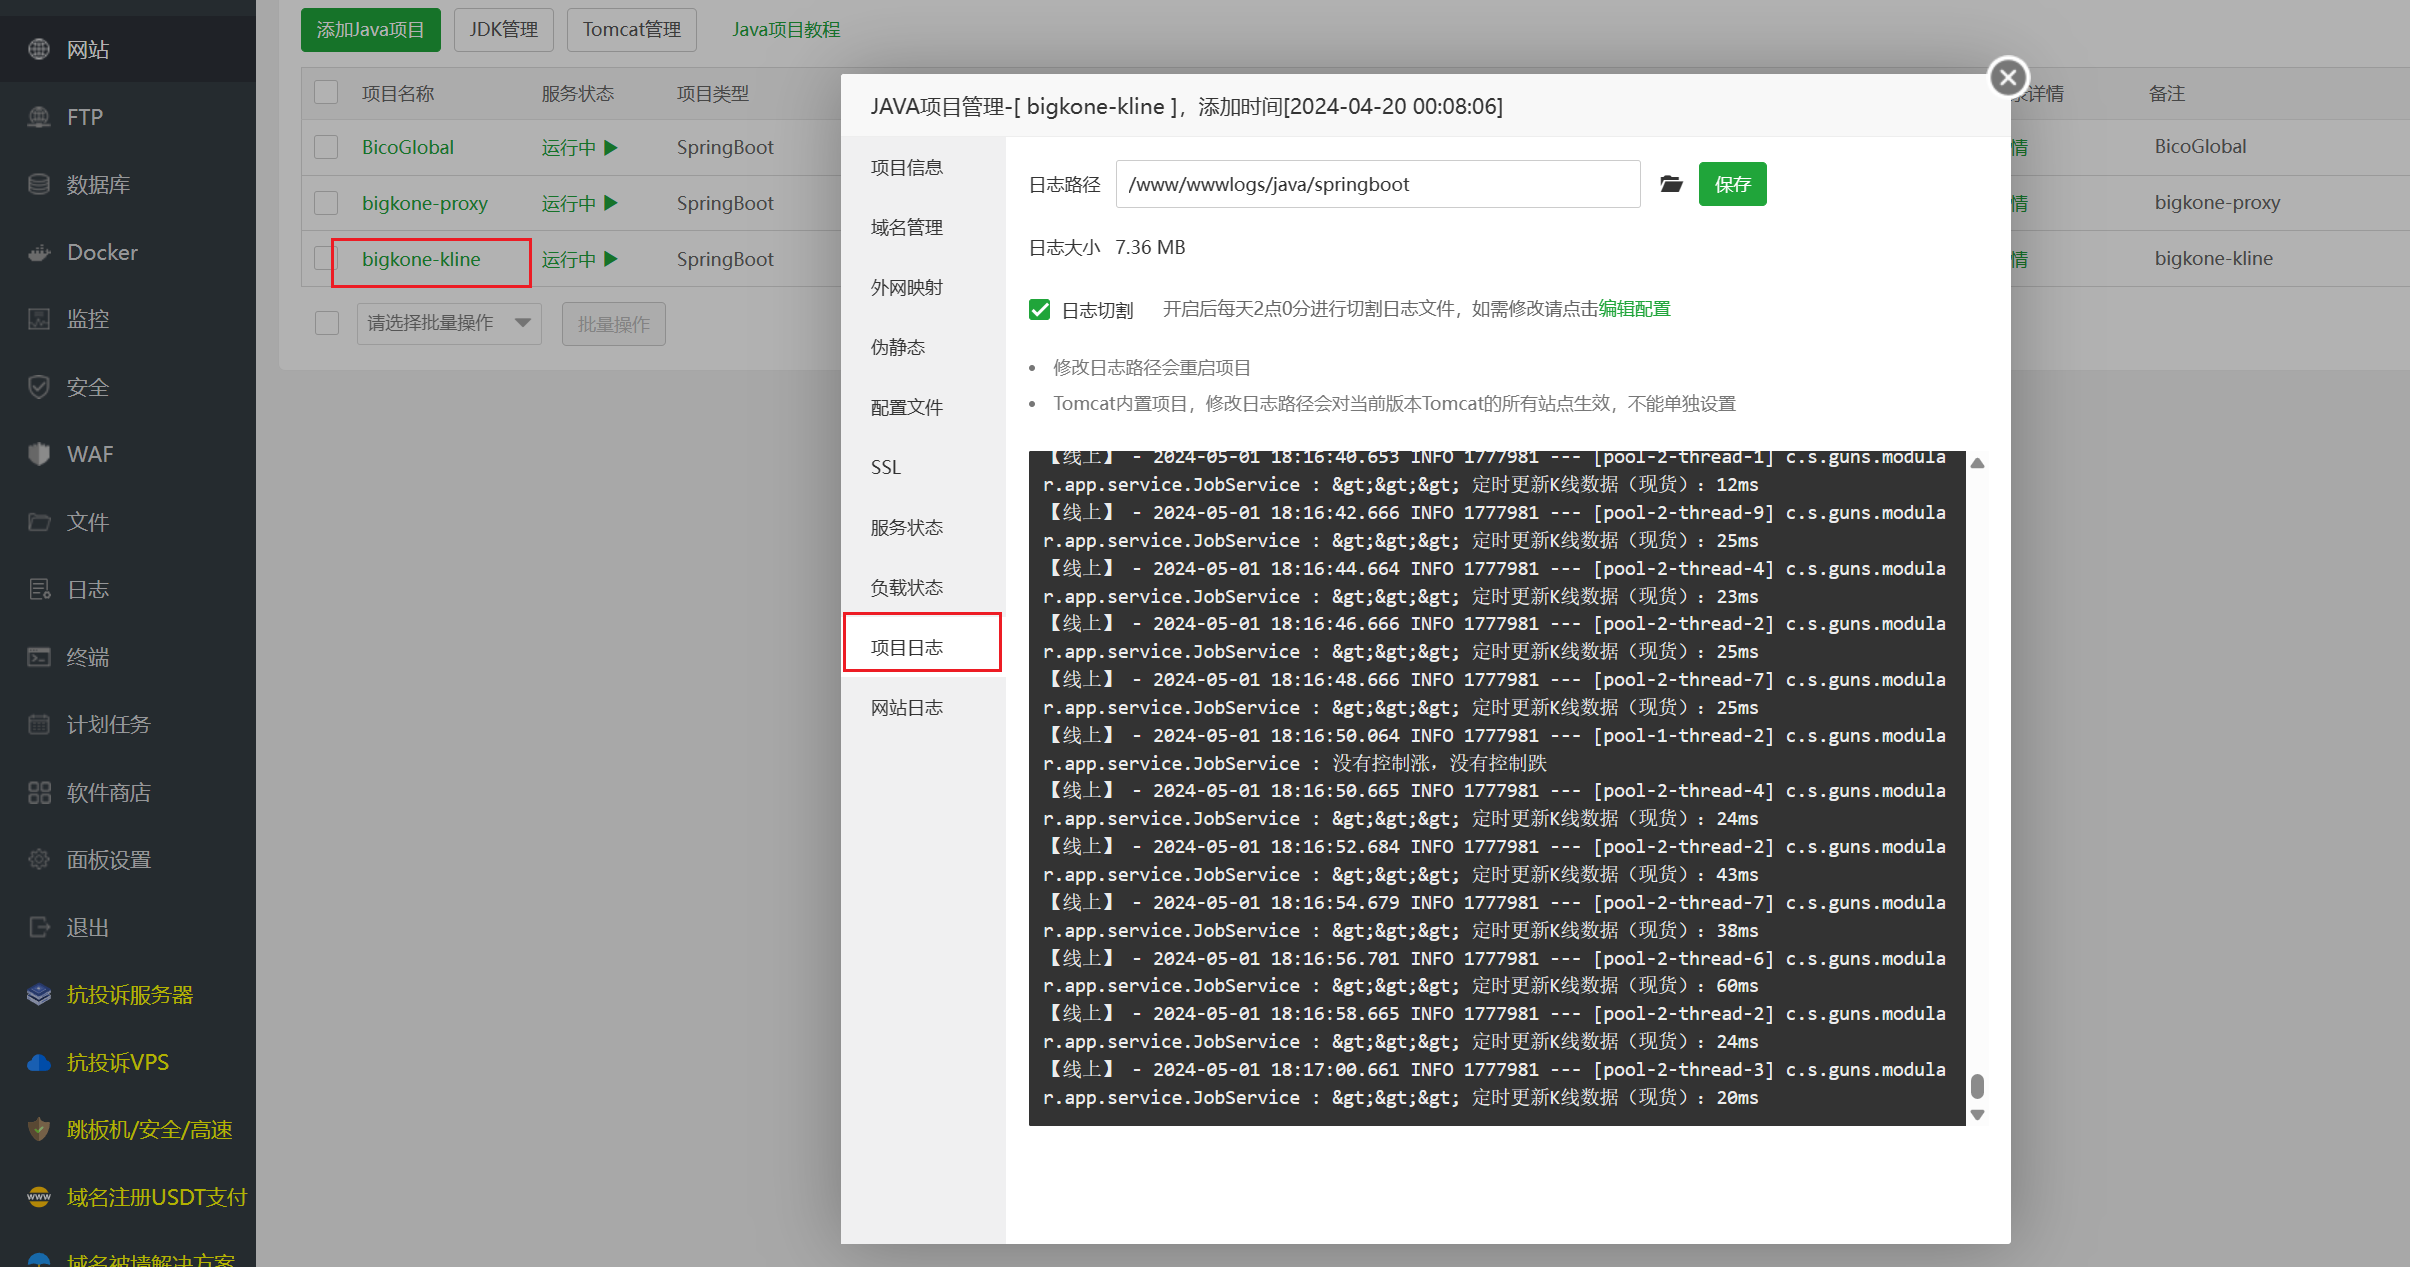 网站
FTP
数据库
Docker
监控
安全
WAF
文件
日志
终端
计划任务
软件商店
面板设置
退出
抗投诉服务器
抗投诉VPS
跳板机/安全/高速
域名注册USDT支付
域名被墙解决方案
添加Java项目 JDK管理 Tomcat管理 Java项目教程
项目名称 服务状态 项目类型 详情 备注
BicoGlobal 运行中 SpringBoot 情 BicoGlobal
bigkone-proxy 运行中 SpringBoot 情 bigkone-proxy
bigkone-kline 运行中 SpringBoot 情 bigkone-kline
请选择批量操作 批量操作
JAVA项目管理-[ bigkone-kline ]，添加时间[2024-04-20 00:08:06]
项目信息
域名管理
外网映射
伪静态
配置文件
SSL
服务状态
负载状态
项目日志
网站日志
日志路径 /www/wwwlogs/java/springboot 保存
日志大小 7.36 MB
日志切割 开启后每天2点0分进行切割日志文件，如需修改请点击编辑配置
• 修改日志路径会重启项目
• Tomcat内置项目，修改日志路径会对当前版本Tomcat的所有站点生效，不能单独设置
【线上】 - 2024-05-01 18:16:40.653 INFO 1777981 --- [pool-2-thread-1] c.s.guns.modula
r.app.service.JobService : &gt;&gt;&gt; 定时更新K线数据（现货）：12ms
【线上】 - 2024-05-01 18:16:42.666 INFO 1777981 --- [pool-2-thread-9] c.s.guns.modula
r.app.service.JobService : &gt;&gt;&gt; 定时更新K线数据（现货）：25ms
【线上】 - 2024-05-01 18:16:44.664 INFO 1777981 --- [pool-2-thread-4] c.s.guns.modula
r.app.service.JobService : &gt;&gt;&gt; 定时更新K线数据（现货）：23ms
【线上】 - 2024-05-01 18:16:46.666 INFO 1777981 --- [pool-2-thread-2] c.s.guns.modula
r.app.service.JobService : &gt;&gt;&gt; 定时更新K线数据（现货）：25ms
【线上】 - 2024-05-01 18:16:48.666 INFO 1777981 --- [pool-2-thread-7] c.s.guns.modula
r.app.service.JobService : &gt;&gt;&gt; 定时更新K线数据（现货）：25ms
【线上】 - 2024-05-01 18:16:50.064 INFO 1777981 --- [pool-1-thread-2] c.s.guns.modula
r.app.service.JobService : 没有控制涨，没有控制跌
【线上】 - 2024-05-01 18:16:50.665 INFO 1777981 --- [pool-2-thread-4] c.s.guns.modula
r.app.service.JobService : &gt;&gt;&gt; 定时更新K线数据（现货）：24ms
【线上】 - 2024-05-01 18:16:52.684 INFO 1777981 --- [pool-2-thread-2] c.s.guns.modula
r.app.service.JobService : &gt;&gt;&gt; 定时更新K线数据（现货）：43ms
【线上】 - 2024-05-01 18:16:54.679 INFO 1777981 --- [pool-2-thread-7] c.s.guns.modula
r.app.service.JobService : &gt;&gt;&gt; 定时更新K线数据（现货）：38ms
【线上】 - 2024-05-01 18:16:56.701 INFO 1777981 --- [pool-2-thread-6] c.s.guns.modula
r.app.service.JobService : &gt;&gt;&gt; 定时更新K线数据（现货）：60ms
【线上】 - 2024-05-01 18:16:58.665 INFO 1777981 --- [pool-2-thread-2] c.s.guns.modula
r.app.service.JobService : &gt;&gt;&gt; 定时更新K线数据（现货）：24ms
【线上】 - 2024-05-01 18:17:00.661 INFO 1777981 --- [pool-2-thread-3] c.s.guns.modula
r.app.service.JobService : &gt;&gt;&gt; 定时更新K线数据（现货）：20ms